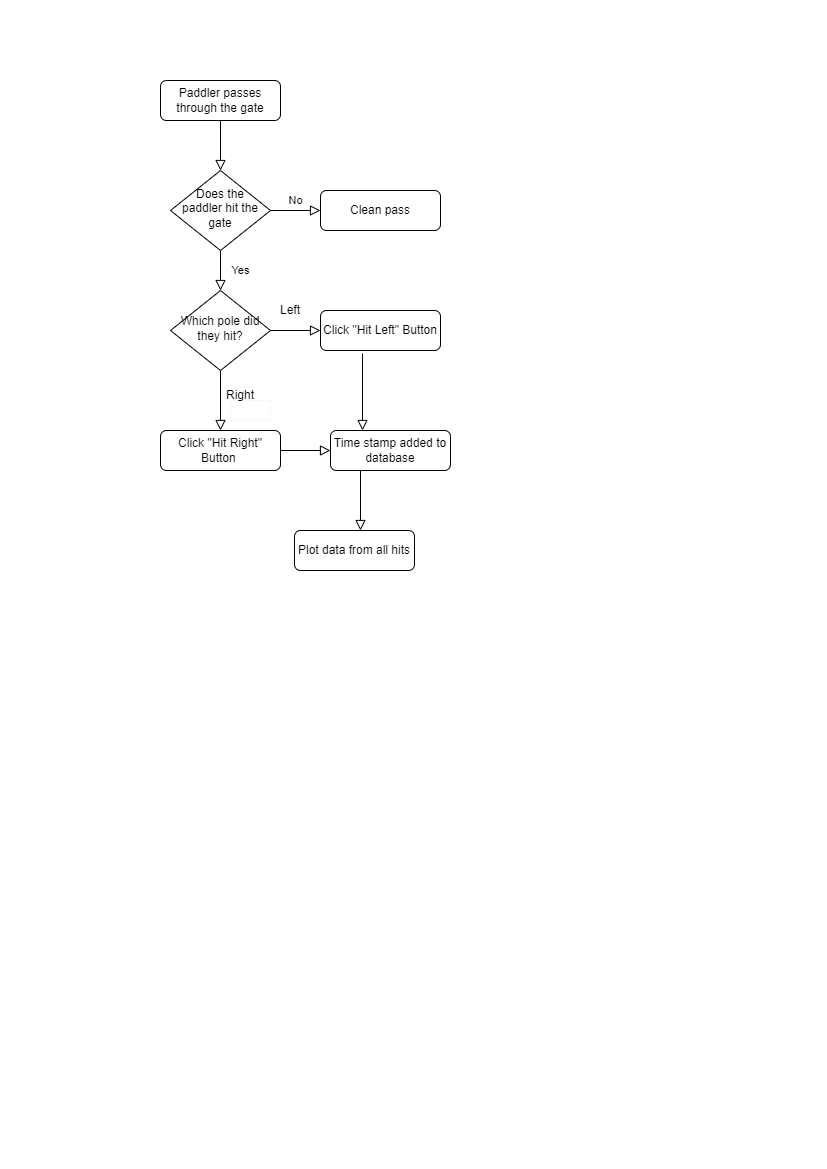 Paddler passes
through the gate
Does the
paddler hit the
gate
No
Clean pass
Yes
Which pole did
they hit?
Left
Click "Hit Left" Button
Right
Click "Hit Right"
Button
Time stamp added to
database
Plot data from all hits